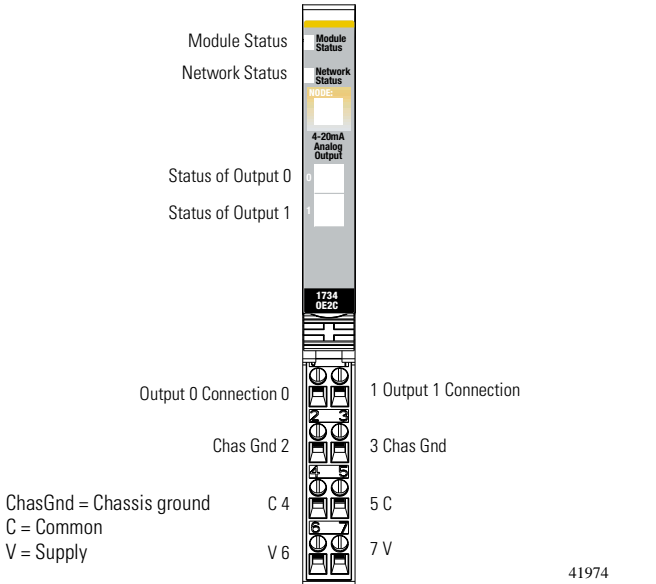 Module Status
Module
Status
Network Status
Network
Status
NODE:
4-20mA
Analog
Output
Status of Output 0
0
Status of Output 1
1
1734
OE2C
Output 0 Connection 0
1 Output 1 Connection
2 3
Chas Gnd 2
3 Chas Gnd
4 5
ChasGnd = Chassis ground
C = Common
V = Supply
C 4
5 C
6 7
V 6
7 V
41974